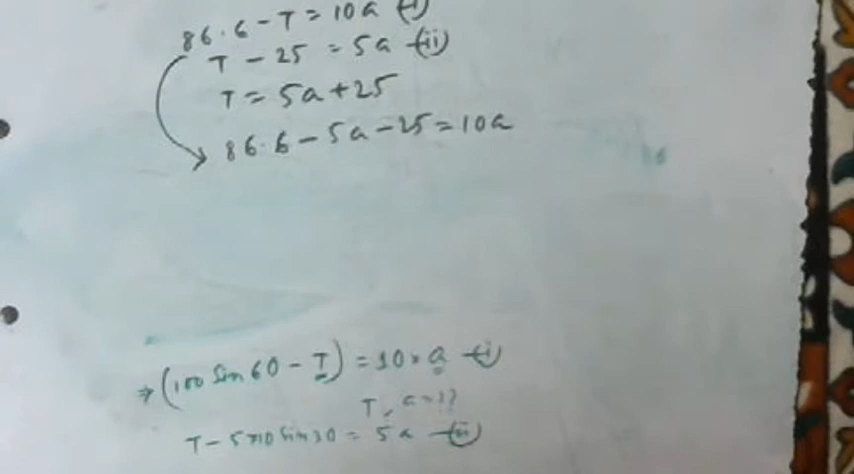 86.6 - T = 10a (i)
T - 25 = 5a (ii)
T = 5a + 25
86.6 - 5a - 25 = 10a
⇒ (100 sin 60 - T) = 10 × a (i)
T, a = ??
T - 5×10 sin 30 = 5a (ii)